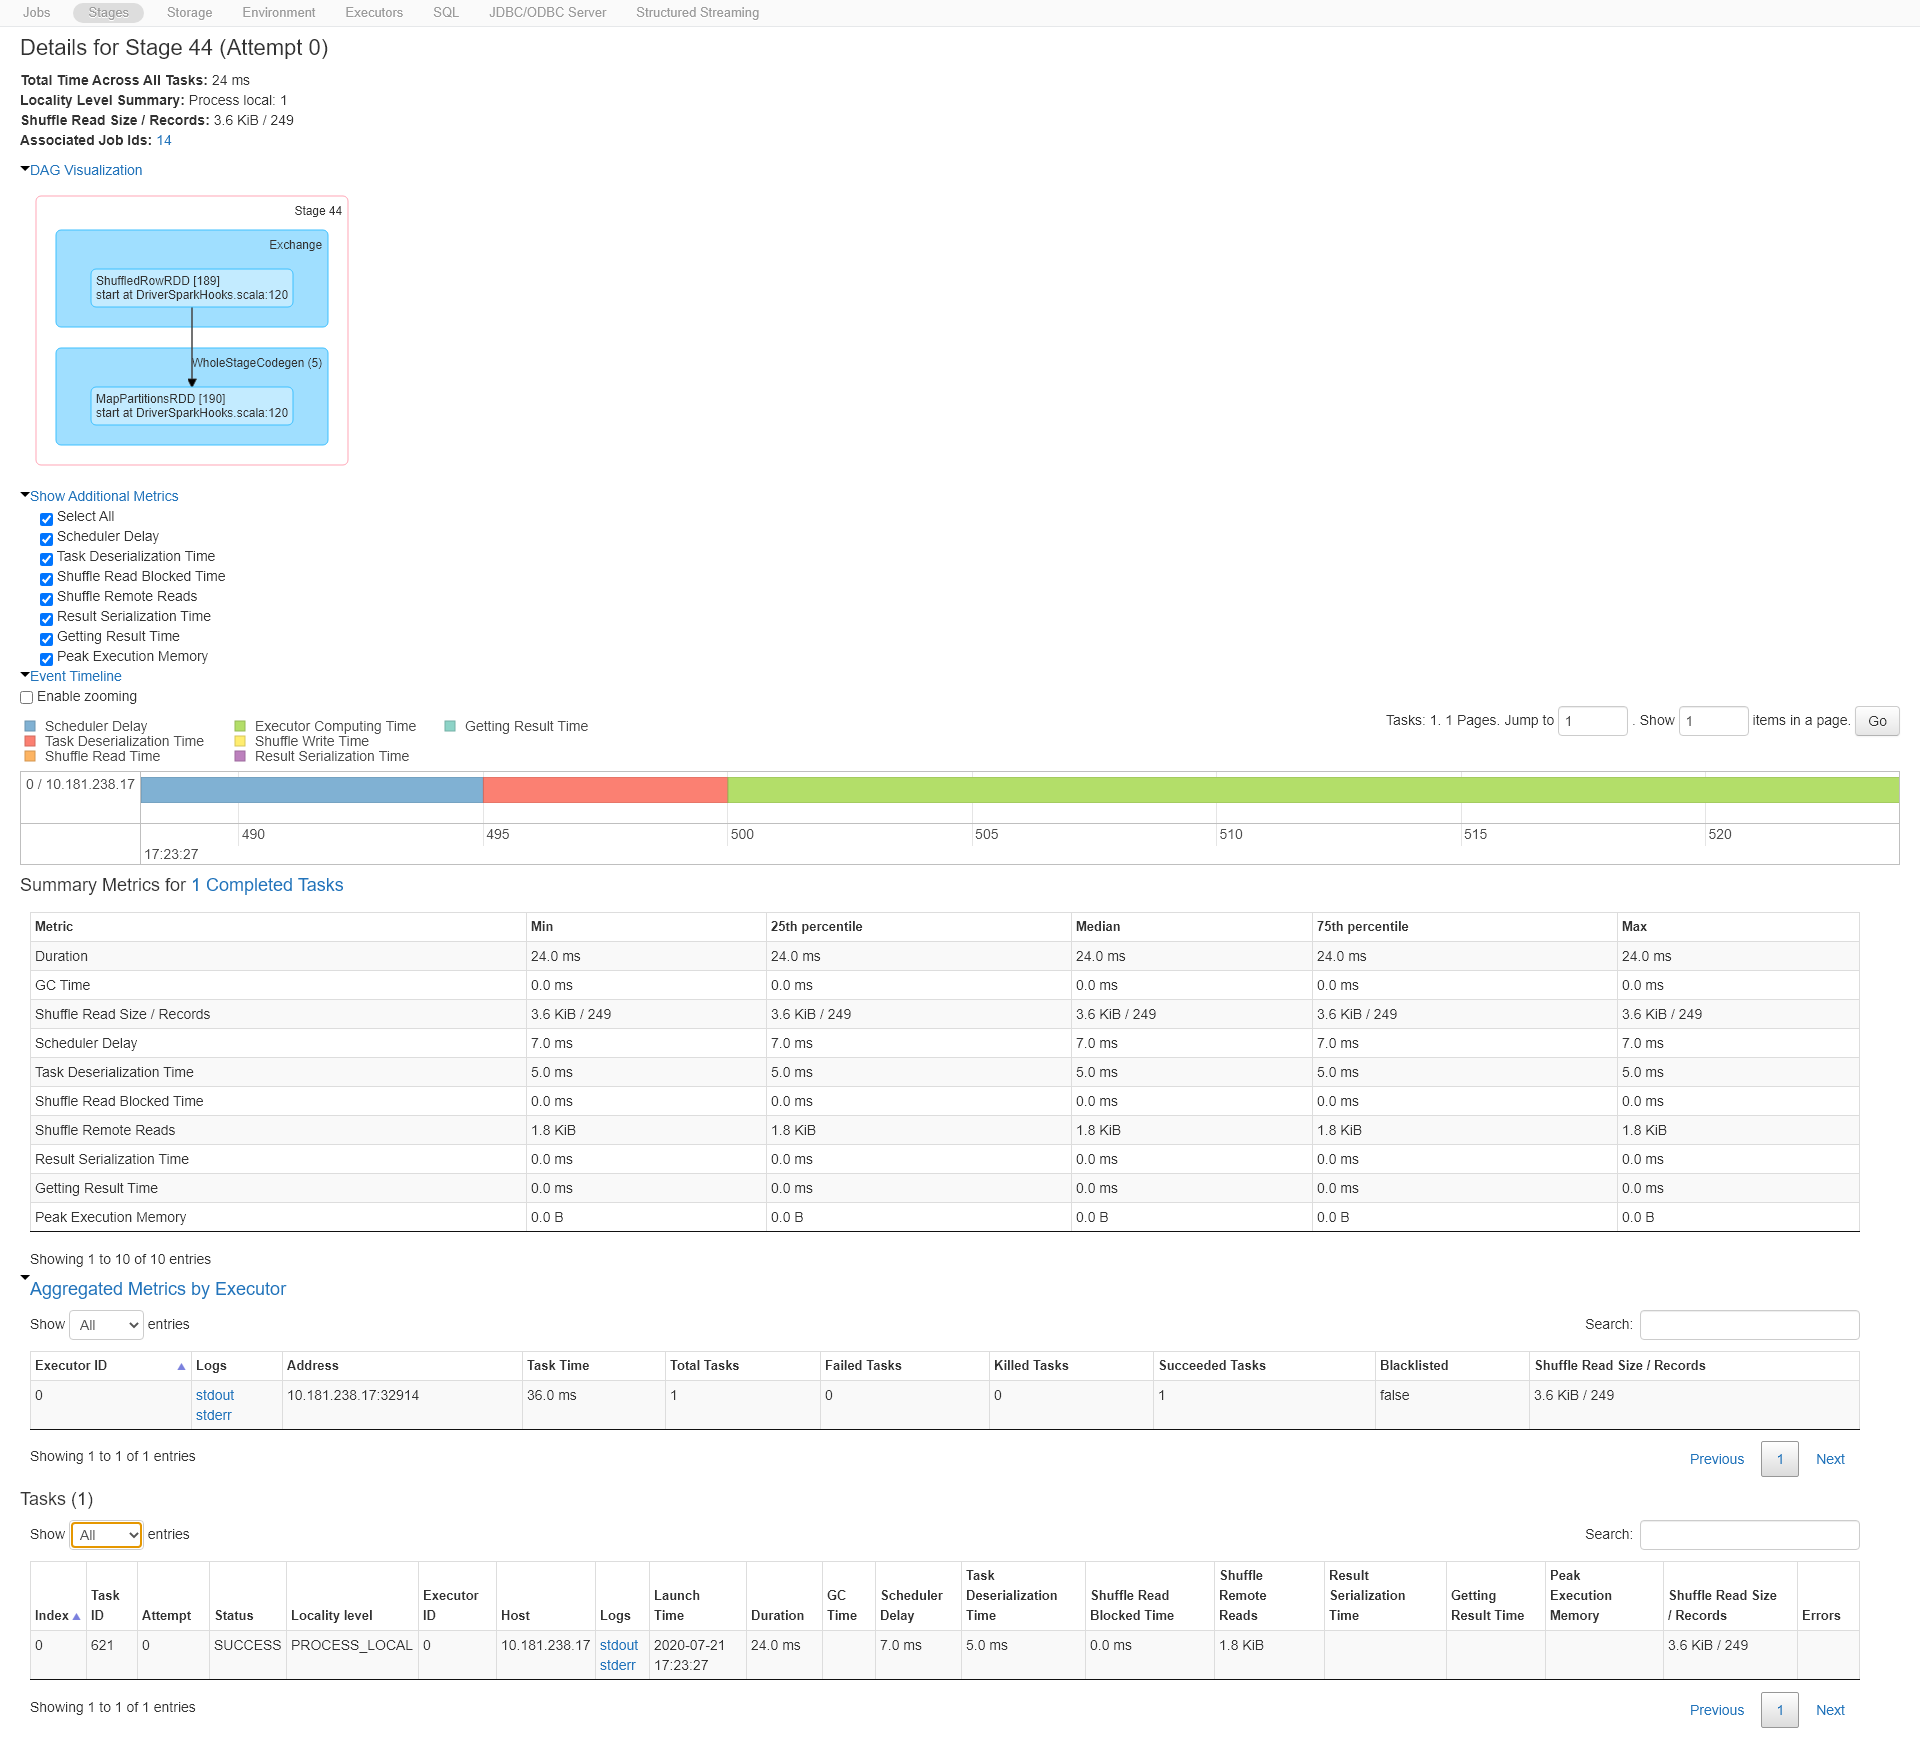 Jobs Stages Storage Environment Executors SQL JDBC/ODBC Server Structured Streaming
Details for Stage 44 (Attempt 0)
Total Time Across All Tasks: 24 ms
Locality Level Summary: Process local: 1
Shuffle Read Size / Records: 3.6 KiB / 249
Associated Job Ids: 14
DAG Visualization
Stage 44
Exchange
ShuffledRowRDD [189]
start at DriverSparkHooks.scala:120
WholeStageCodegen (5)
MapPartitionsRDD [190]
start at DriverSparkHooks.scala:120
Show Additional Metrics
Select All
Scheduler Delay
Task Deserialization Time
Shuffle Read Blocked Time
Shuffle Remote Reads
Result Serialization Time
Getting Result Time
Peak Execution Memory
Event Timeline
Enable zooming
Tasks: 1. 1 Pages. Jump to 1 . Show 1 items in a page. Go
Scheduler Delay Executor Computing Time Getting Result Time
Task Deserialization Time Shuffle Write Time
Shuffle Read Time Result Serialization Time
0 / 10.181.238.17
490 495 500 505 510 515 520
17:23:27
Summary Metrics for 1 Completed Tasks
Metric Min 25th percentile Median 75th percentile Max
Duration 24.0 ms 24.0 ms 24.0 ms 24.0 ms 24.0 ms
GC Time 0.0 ms 0.0 ms 0.0 ms 0.0 ms 0.0 ms
Shuffle Read Size / Records 3.6 KiB / 249 3.6 KiB / 249 3.6 KiB / 249 3.6 KiB / 249 3.6 KiB / 249
Scheduler Delay 7.0 ms 7.0 ms 7.0 ms 7.0 ms 7.0 ms
Task Deserialization Time 5.0 ms 5.0 ms 5.0 ms 5.0 ms 5.0 ms
Shuffle Read Blocked Time 0.0 ms 0.0 ms 0.0 ms 0.0 ms 0.0 ms
Shuffle Remote Reads 1.8 KiB 1.8 KiB 1.8 KiB 1.8 KiB 1.8 KiB
Result Serialization Time 0.0 ms 0.0 ms 0.0 ms 0.0 ms 0.0 ms
Getting Result Time 0.0 ms 0.0 ms 0.0 ms 0.0 ms 0.0 ms
Peak Execution Memory 0.0 B 0.0 B 0.0 B 0.0 B 0.0 B
Showing 1 to 10 of 10 entries
Aggregated Metrics by Executor
Show All entries Search:
Executor ID Logs Address Task Time Total Tasks Failed Tasks Killed Tasks Succeeded Tasks Blacklisted Shuffle Read Size / Records
0 stdout 10.181.238.17:32914 36.0 ms 1 0 0 1 false 3.6 KiB / 249
stderr
Showing 1 to 1 of 1 entries Previous 1 Next
Tasks (1)
Show All entries Search:
Task Shuffle Result Peak
Task Executor Launch GC Scheduler Deserialization Shuffle Read Remote Serialization Getting Execution Shuffle Read Size
Index ID Attempt Status Locality level ID Host Logs Time Duration Time Delay Time Blocked Time Reads Time Result Time Memory / Records Errors
0 621 0 SUCCESS PROCESS_LOCAL 0 10.181.238.17 stdout 2020-07-21 24.0 ms 7.0 ms 5.0 ms 0.0 ms 1.8 KiB 3.6 KiB / 249
stderr 17:23:27
Showing 1 to 1 of 1 entries Previous 1 Next